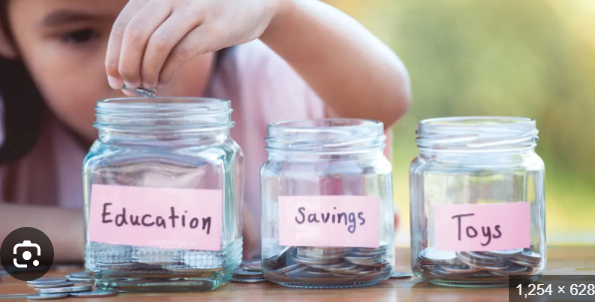 Education
Savings
Toys
1,254 × 628